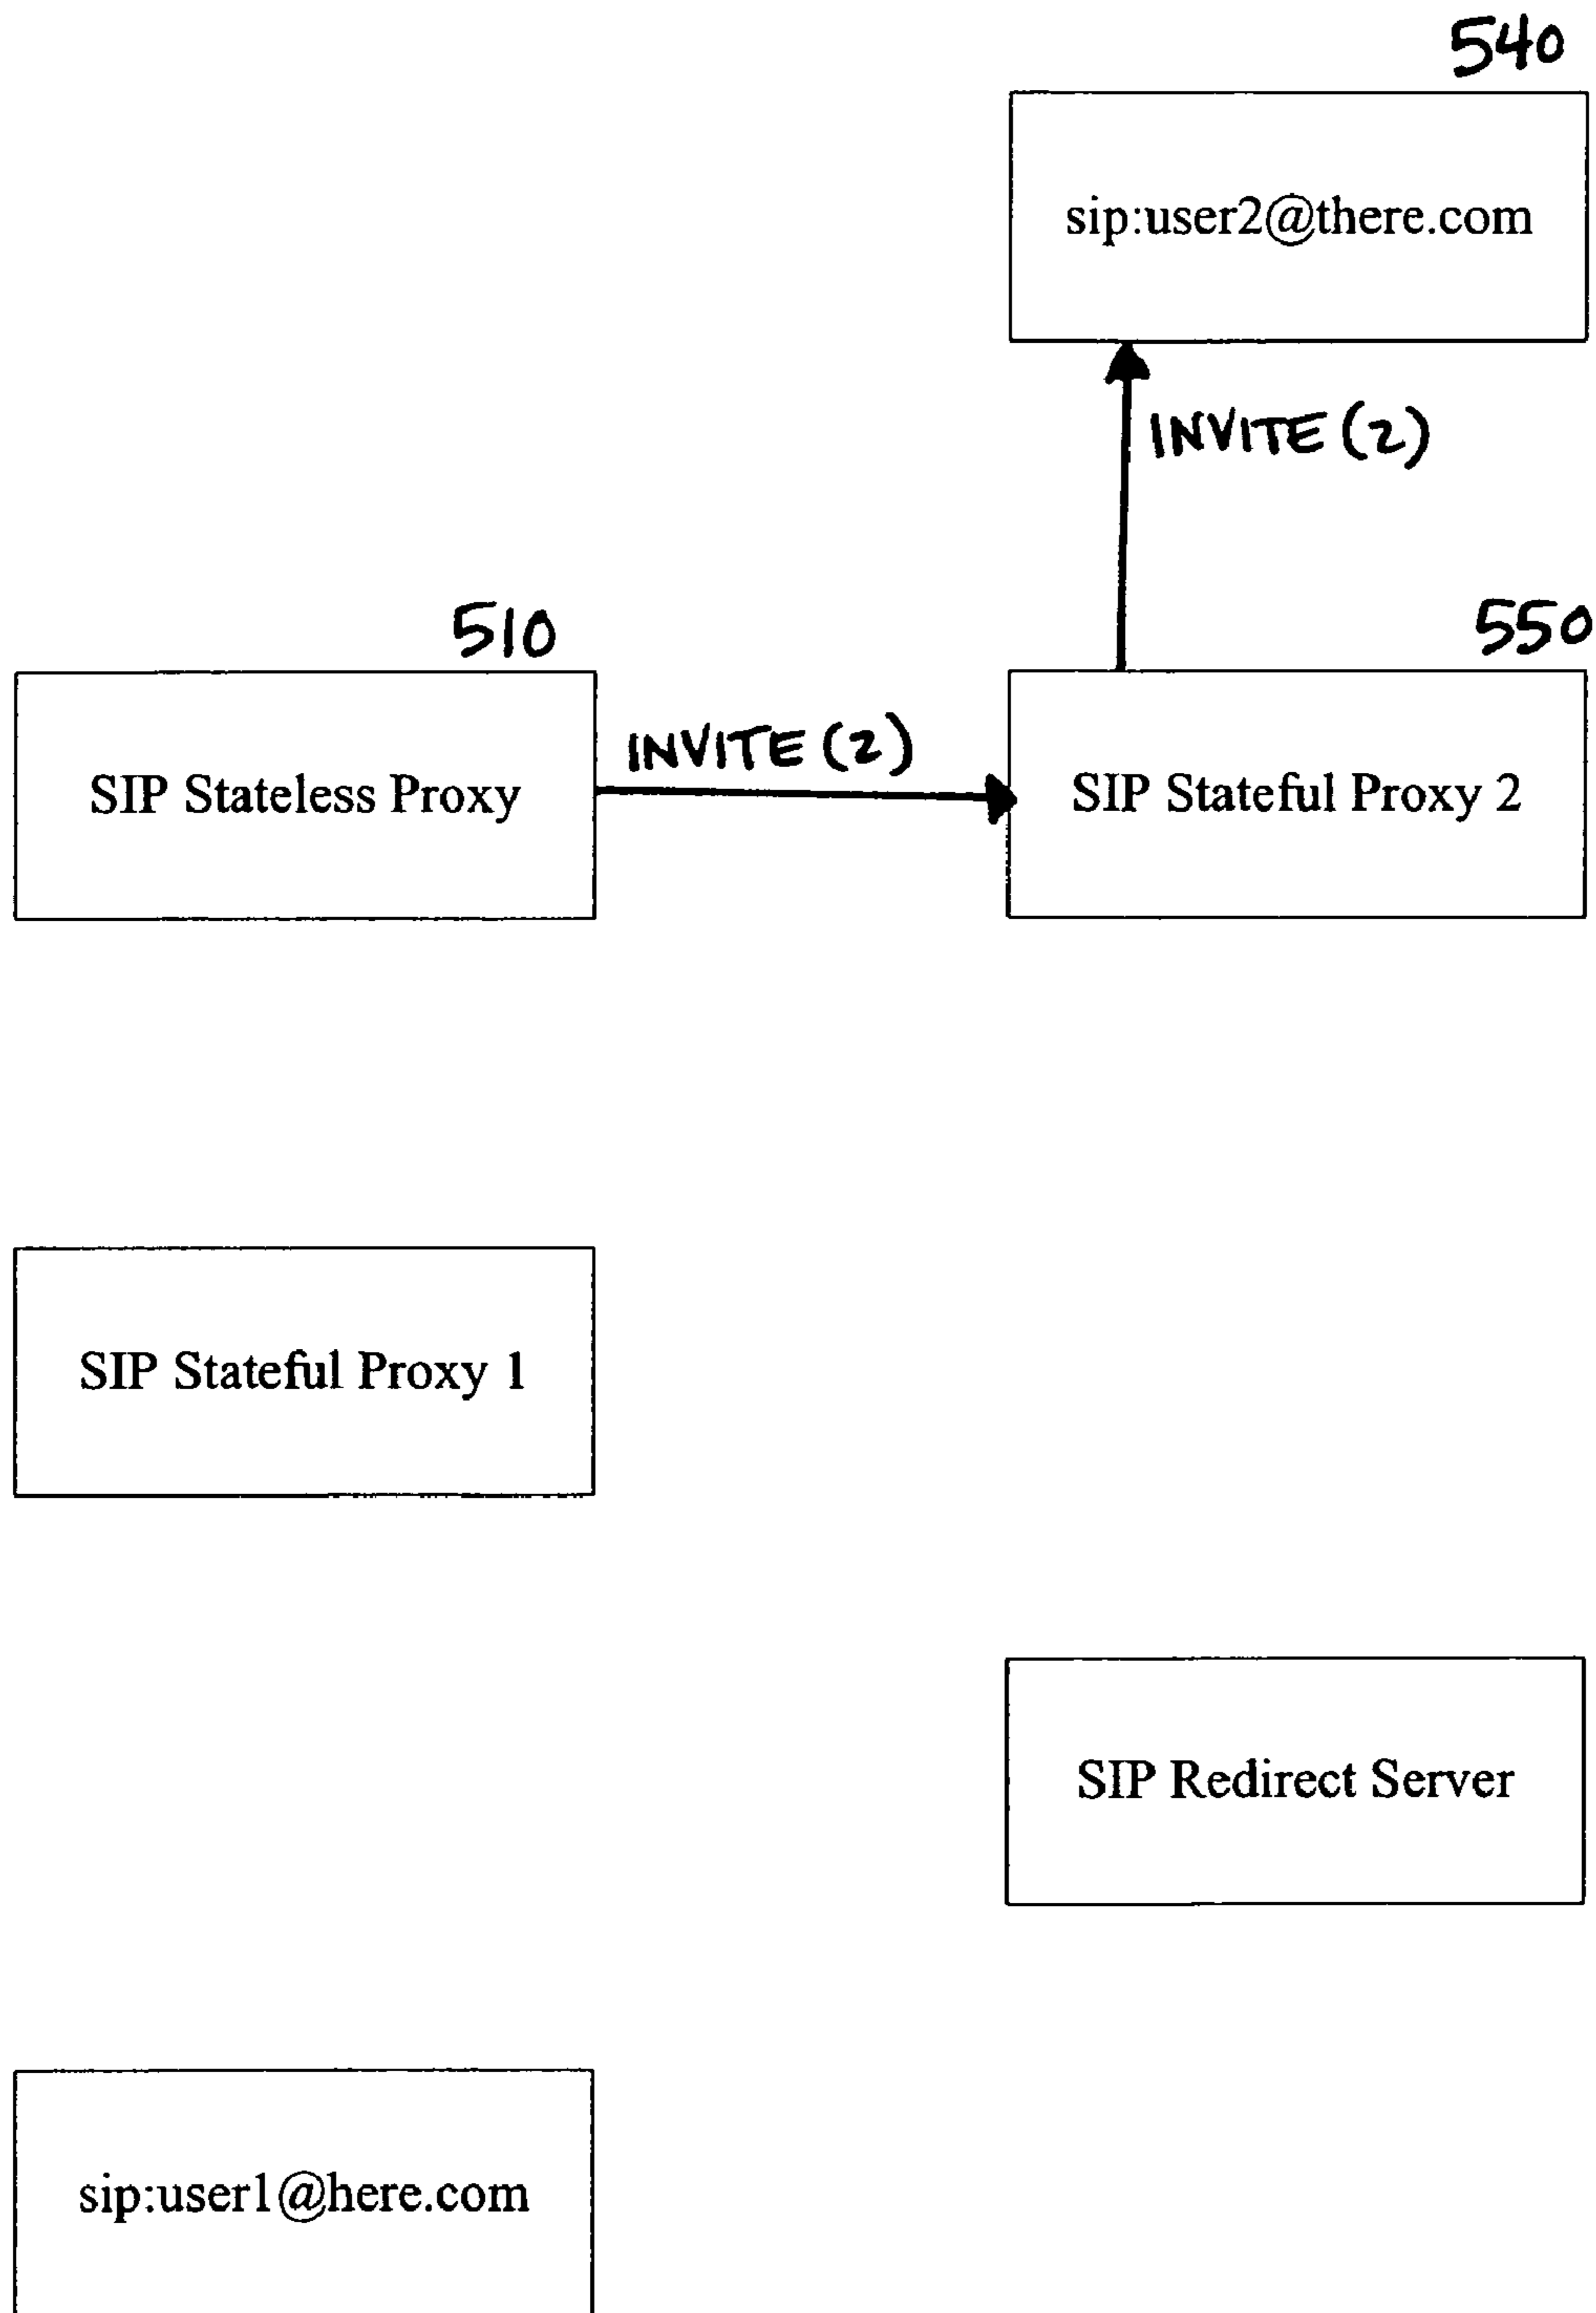 540
sip:user2@there.com
INVITE (2)
510
550
SIP Stateless Proxy
INVITE (2)
SIP Stateful Proxy 2
SIP Stateful Proxy 1
SIP Redirect Server
sip:user1@here.com